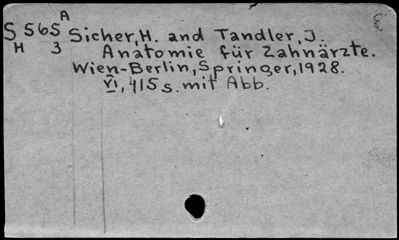 S 565 A Sicher, H. and Tandler, J.
H 3 Anatomie für Zahnärzte.
Wien-Berlin, Springer, 1928.
VI, 415 s. mit Abb.